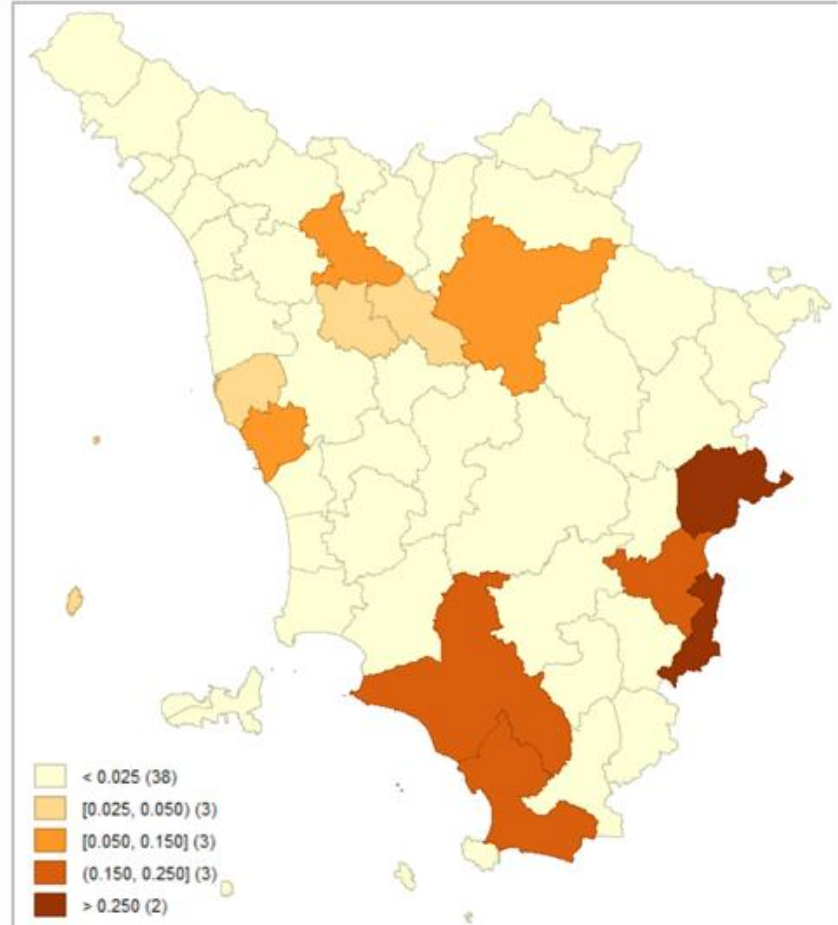 < 0.025 (38)
[0.025, 0.050) (3)
[0.050, 0.150] (3)
(0.150, 0.250] (3)
> 0.250 (2)